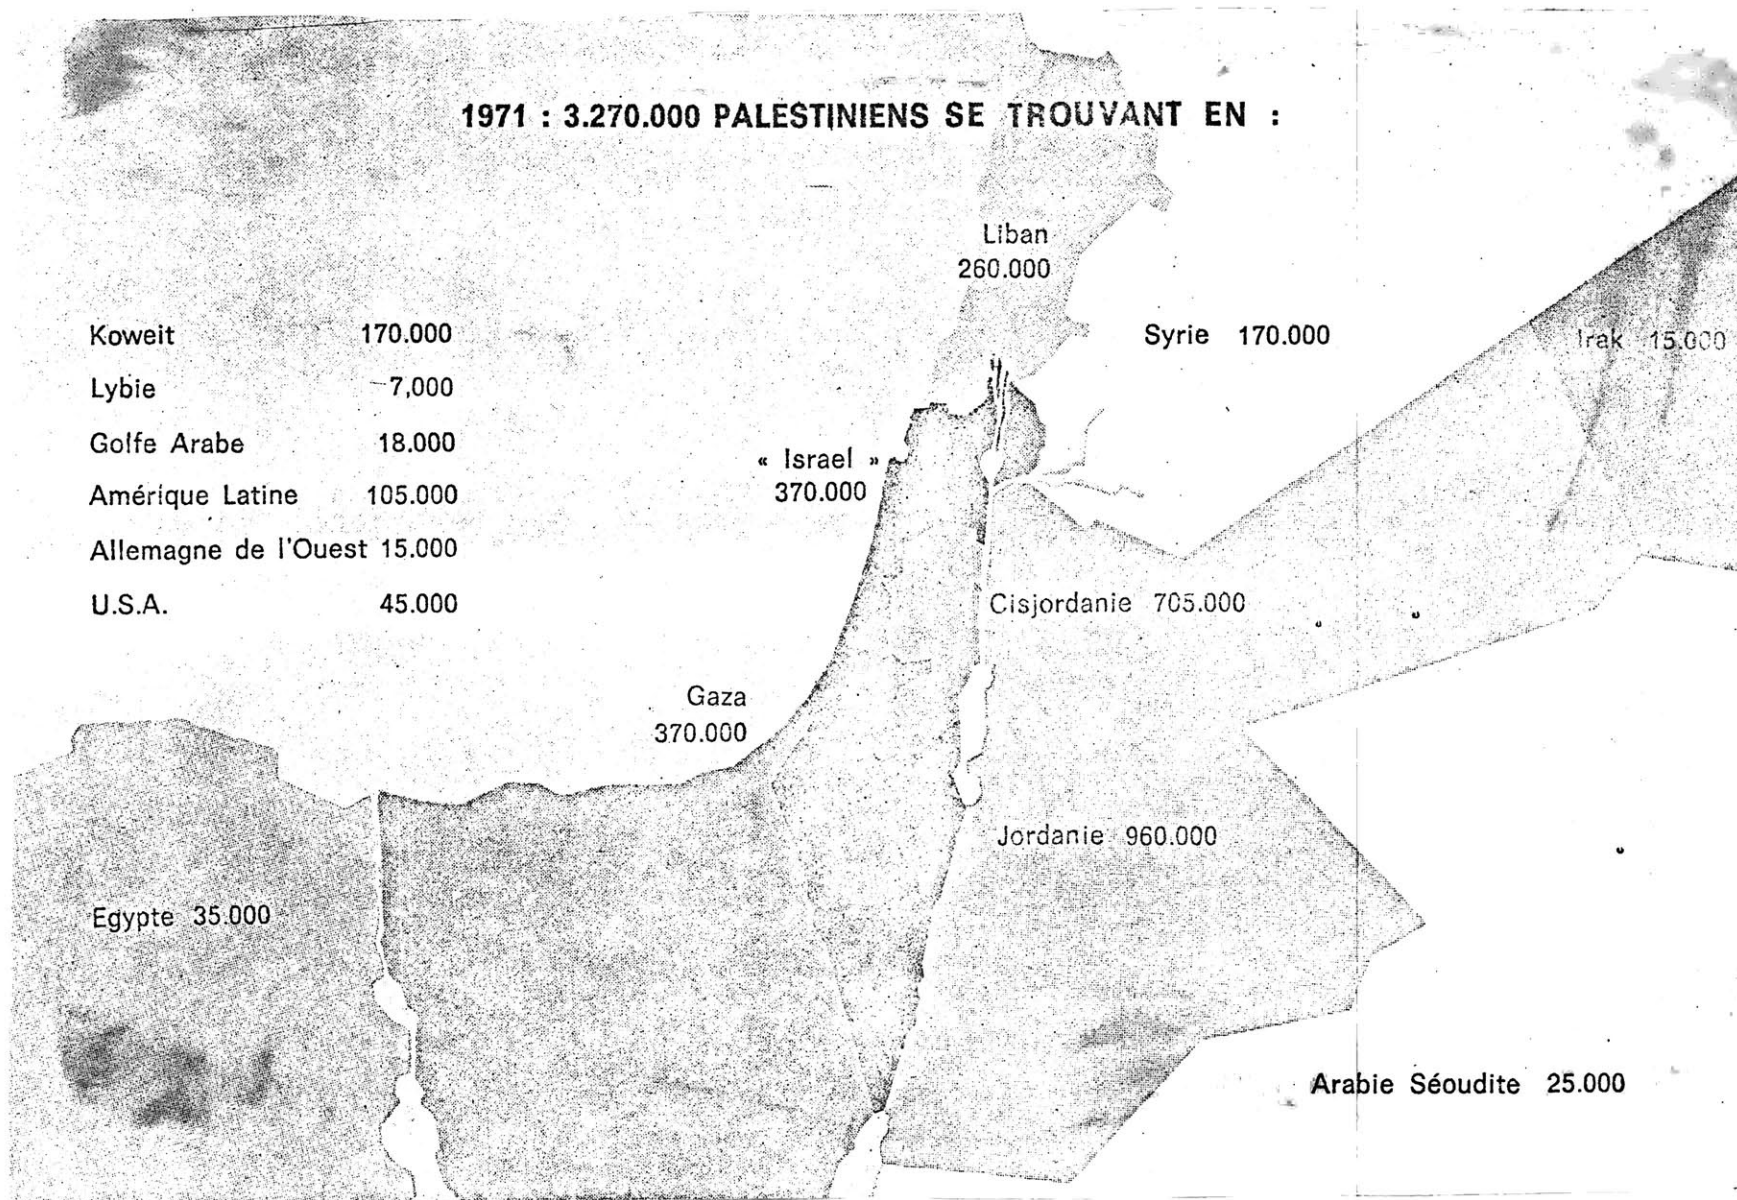 1971 : 3.270.000 PALESTINIENS SE TROUVANT EN :
Liban
260.000
Koweit 170.000
Syrie 170.000
Irak 15.000
Lybie 7,000
Golfe Arabe 18.000
« Israel »
370.000
Amérique Latine 105.000
Allemagne de l'Ouest 15.000
U.S.A. 45.000
Cisjordanie 705.000
Gaza
370.000
Jordanie 960.000
Egypte 35.000
Arabie Séoudite 25.000